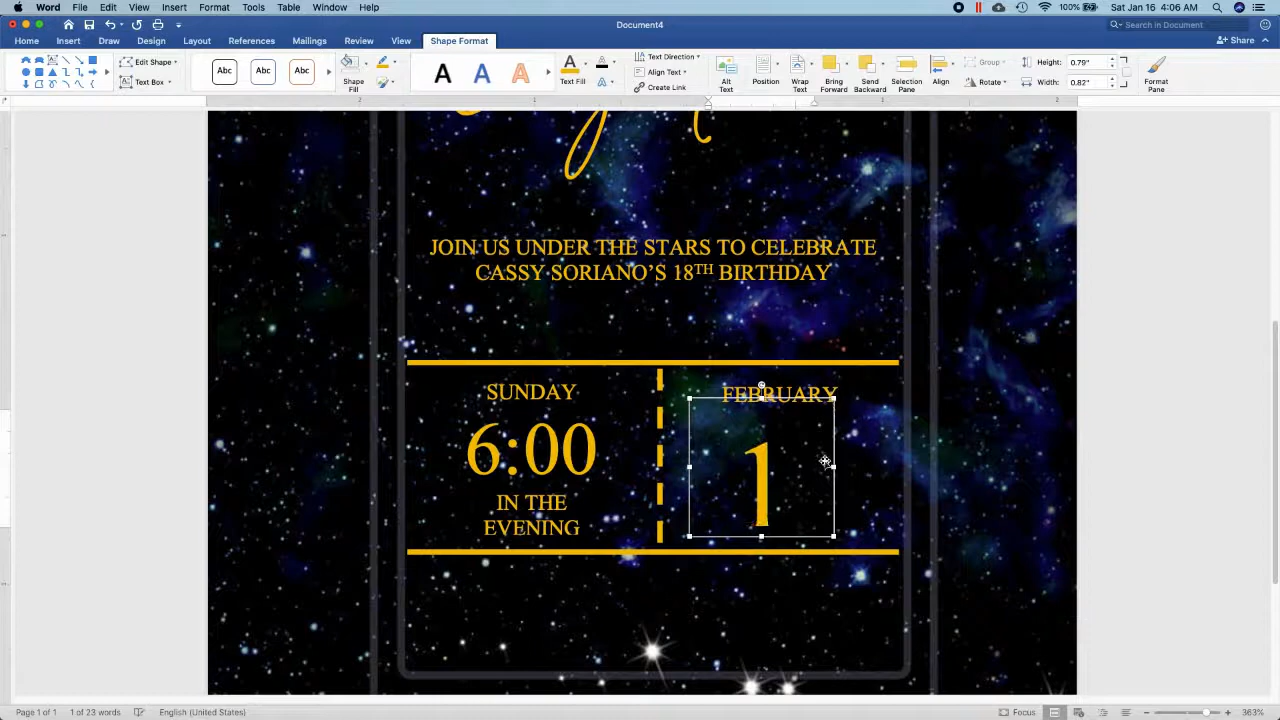 Word File Edit View Insert Format Tools Table Window Help
100% Sat Jan 16 4:06 AM
Document4
Search in Document
Home Insert Draw Design Layout References Mailings Review View Shape Format
Share
Edit Shape
Text Box
Abc Abc Abc
Shape Fill
A A A
Text Fill
Text Direction
Align Text
Create Link
Alt Text
Position
Wrap Text
Bring Forward
Send Backward
Selection Pane
Align
Group
Rotate
Height: 0.79"
Width: 0.82"
Format Pane
2 1 1 2
JOIN US UNDER THE STARS TO CELEBRATE
CASSY SORIANO’S 18TH BIRTHDAY
SUNDAY
6:00
IN THE
EVENING
FEBRUARY
1
Page 1 of 1 1 of 23 words English (United States)
Focus 363%